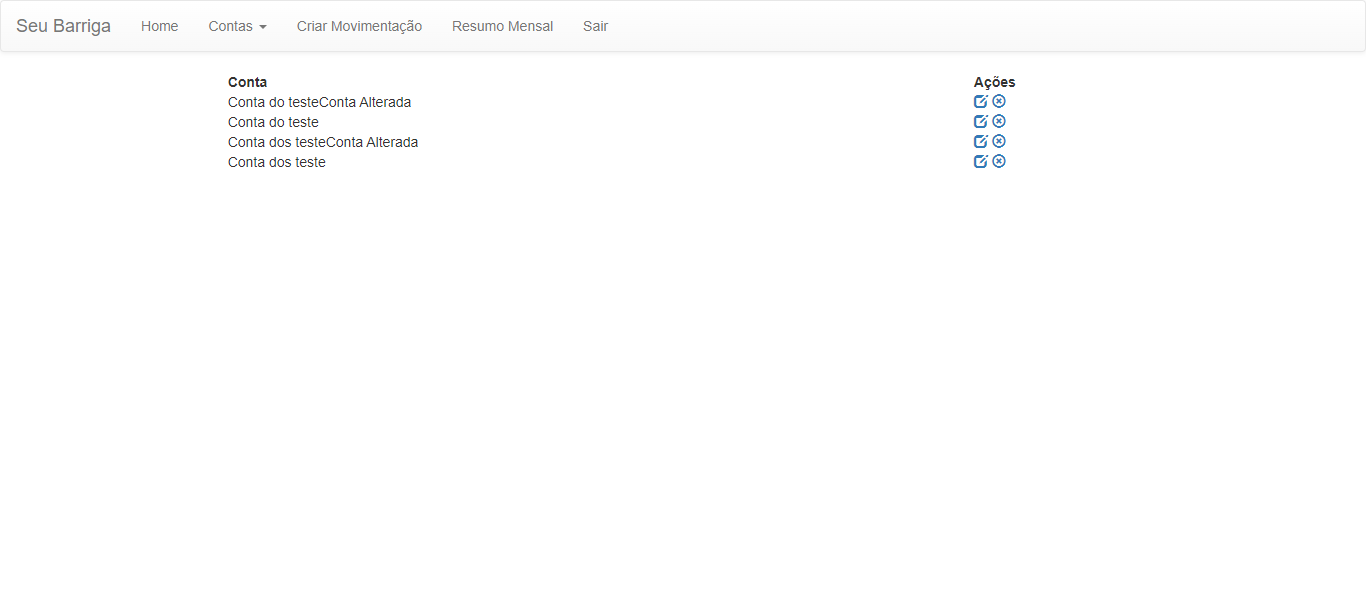 Seu Barriga Home Contas Criar Movimentação Resumo Mensal Sair
Conta Ações
Conta do testeConta Alterada
Conta do teste
Conta dos testeConta Alterada
Conta dos teste